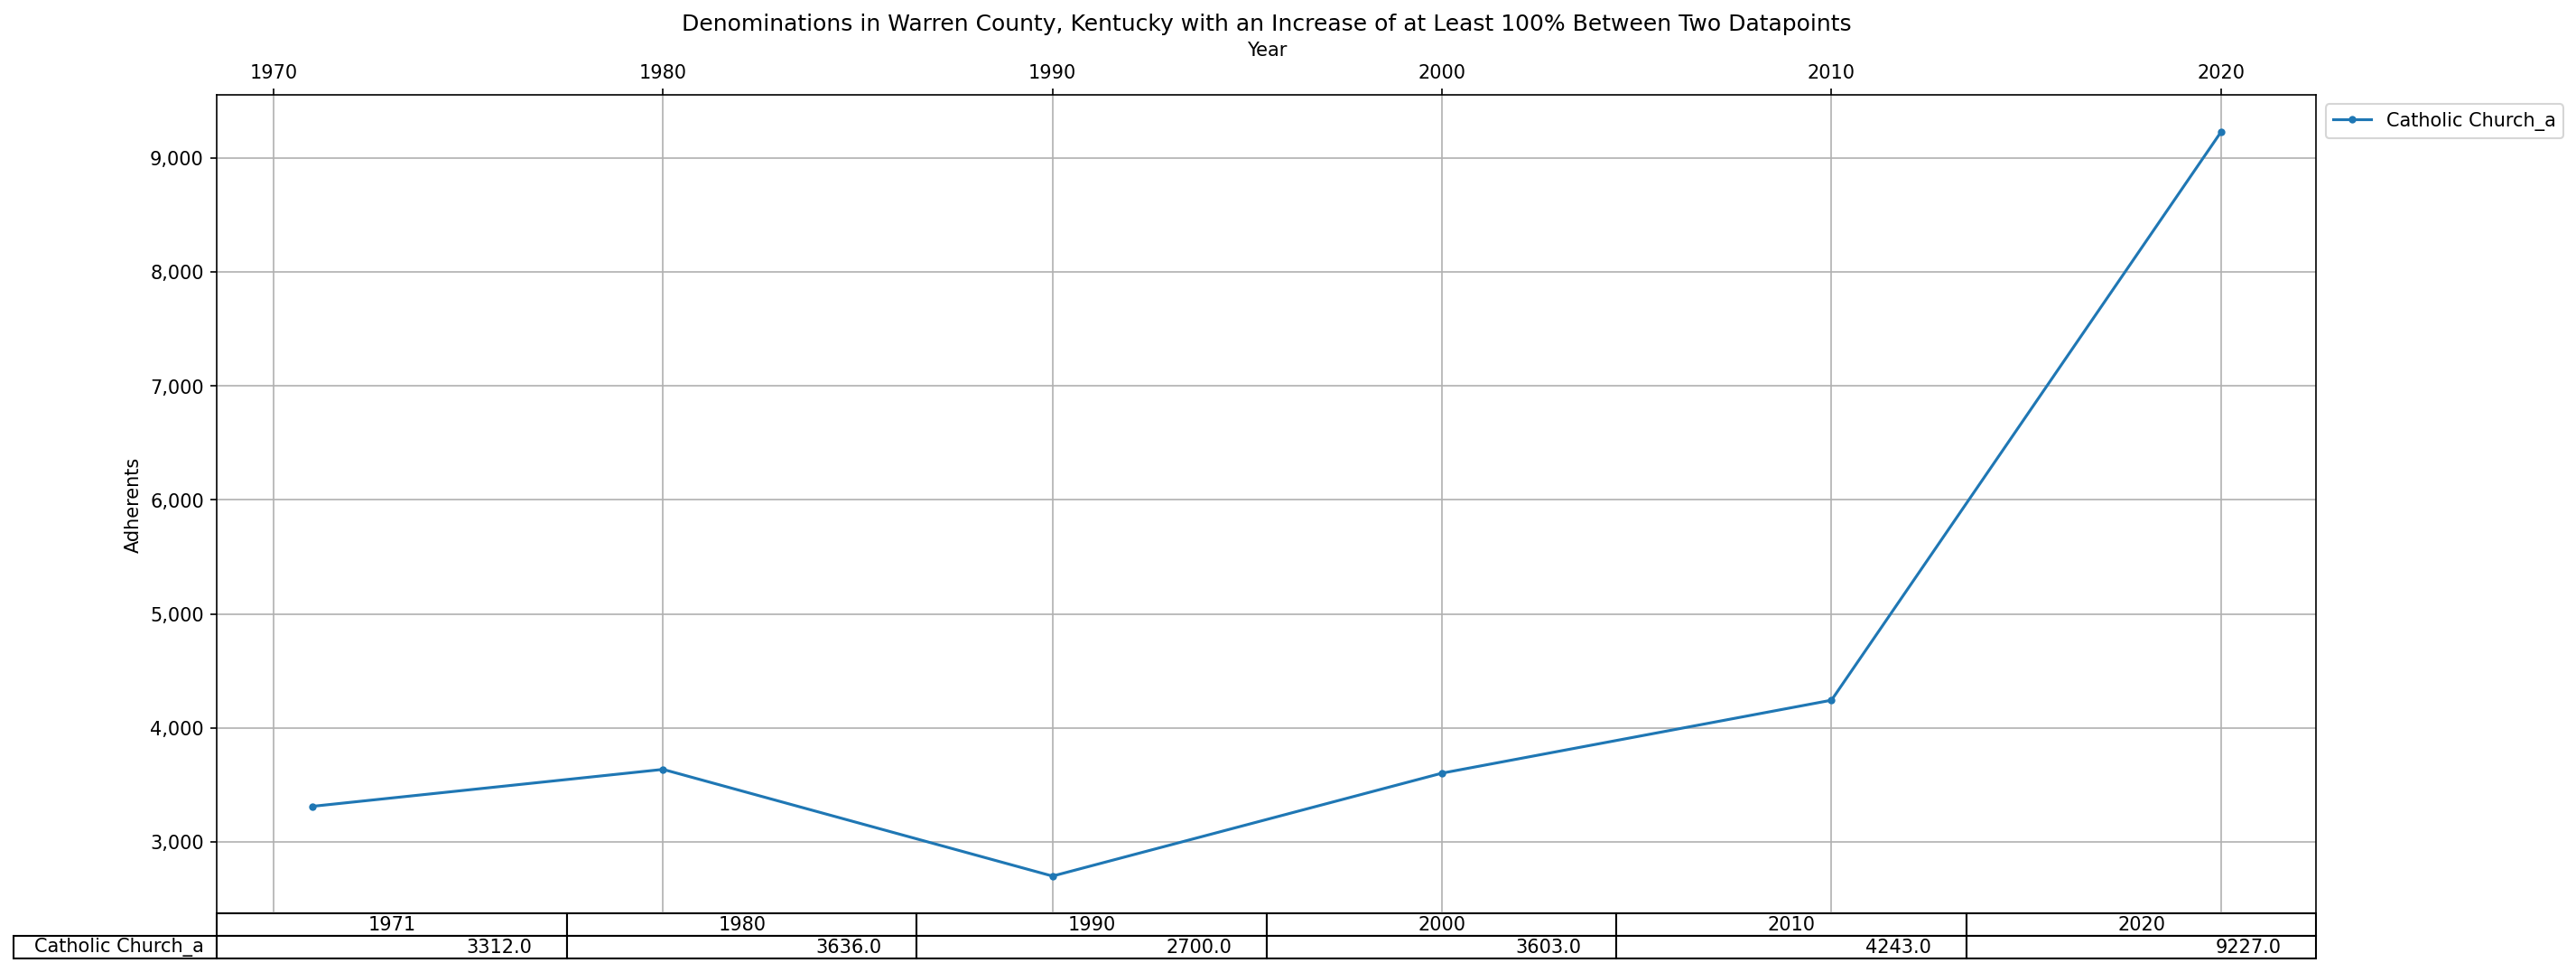 Denominations in Warren County, Kentucky with an Increase of at Least 100% Between Two Datapoints
Year
1970 1980 1990 2000 2010 2020
Catholic Church_a
9,000
8,000
7,000
6,000
5,000
4,000
3,000
Adherents
1971 1980 1990 2000 2010 2020
Catholic Church_a 3312.0 3636.0 2700.0 3603.0 4243.0 9227.0